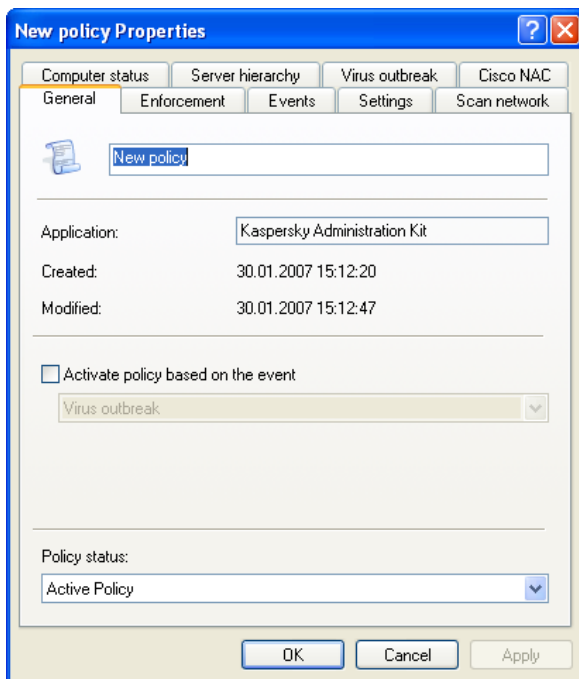 New policy Properties
Computer status Server hierarchy Virus outbreak Cisco NAC
General Enforcement Events Settings Scan network
New policy
Application: Kaspersky Administration Kit
Created: 30.01.2007 15:12:20
Modified: 30.01.2007 15:12:47
Activate policy based on the event
Virus outbreak
Policy status:
Active Policy
OK Cancel Apply